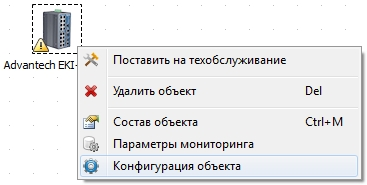 Advantech EKI-
Поставить на техобслуживание
Удалить объект Del
Состав объекта Ctrl+M
Параметры мониторинга
Конфигурация объекта